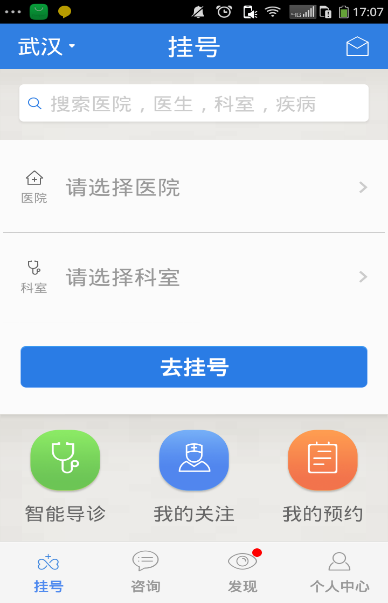 17:07
武汉
挂号
搜索医院，医生，科室，疾病
医院
请选择医院
科室
请选择科室
去挂号
智能导诊
我的关注
我的预约
挂号
咨询
发现
个人中心